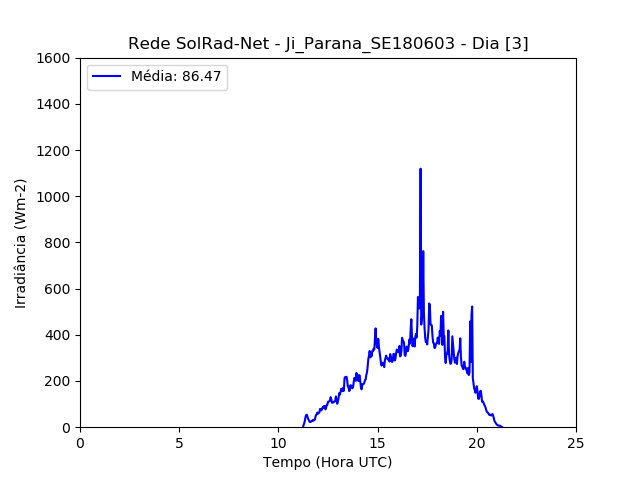 Rede SolRad-Net - Ji_Parana_SE180603 - Dia [3]
Média: 86.47
1600
1400
1200
1000
800
600
400
200
0
Irradiância (Wm-2)
0 5 10 15 20 25
Tempo (Hora UTC)